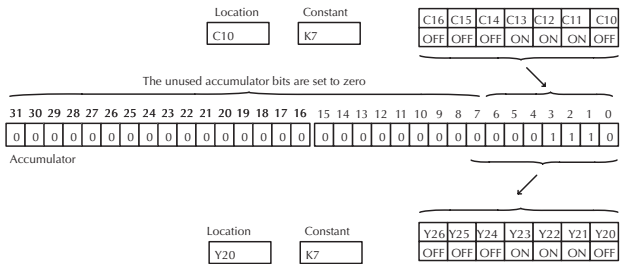 Location Constant
C10 K7
C16 C15 C14 C13 C12 C11 C10
OFF OFF OFF ON ON ON OFF
The unused accumulator bits are set to zero
31 30 29 28 27 26 25 24 23 22 21 20 19 18 17 16 15 14 13 12 11 10 9 8 7 6 5 4 3 2 1 0
0 0 0 0 0 0 0 0 0 0 0 0 0 0 0 0 0 0 0 0 0 0 0 0 0 0 0 0 1 1 1 0
Accumulator
Location Constant
Y20 K7
Y26 Y25 Y24 Y23 Y22 Y21 Y20
OFF OFF OFF ON ON ON OFF